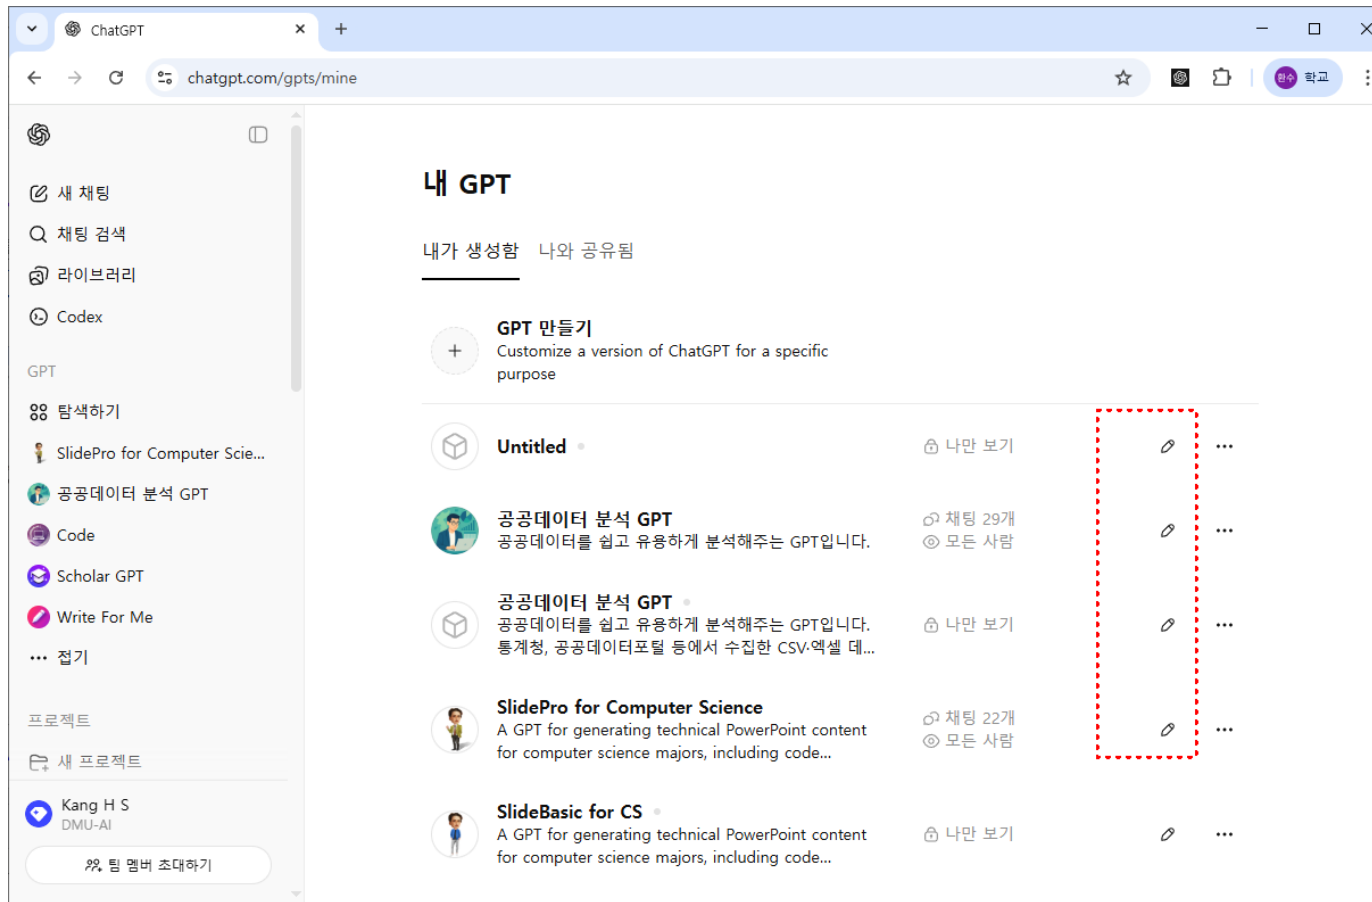 ChatGPT
chatgpt.com/gpts/mine
환수 학교
새 채팅
채팅 검색
라이브러리
Codex
GPT
탐색하기
SlidePro for Computer Scie...
공공데이터 분석 GPT
Code
Scholar GPT
Write For Me
접기
프로젝트
새 프로젝트
Kang H S
DMU-AI
팀 멤버 초대하기
내 GPT
내가 생성함 나와 공유됨
GPT 만들기
Customize a version of ChatGPT for a specific
purpose
Untitled
나만 보기
공공데이터 분석 GPT
공공데이터를 쉽고 유용하게 분석해주는 GPT입니다.
채팅 29개
모든 사람
공공데이터 분석 GPT
공공데이터를 쉽고 유용하게 분석해주는 GPT입니다.
통계청, 공공데이터포털 등에서 수집한 CSV·엑셀 데...
나만 보기
SlidePro for Computer Science
A GPT for generating technical PowerPoint content
for computer science majors, including code...
채팅 22개
모든 사람
SlideBasic for CS
A GPT for generating technical PowerPoint content
for computer science majors, including code...
나만 보기